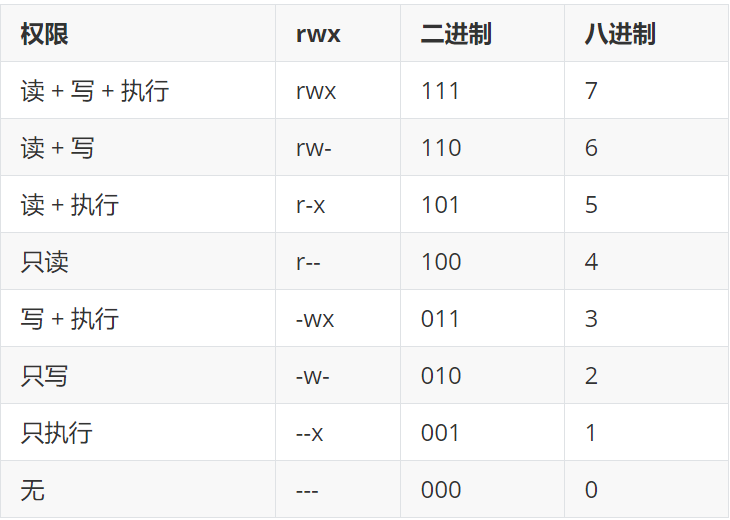 权限 rwx 二进制 八进制
读 + 写 + 执行 rwx 111 7
读 + 写 rw- 110 6
读 + 执行 r-x 101 5
只读 r-- 100 4
写 + 执行 -wx 011 3
只写 -w- 010 2
只执行 --x 001 1
无 --- 000 0